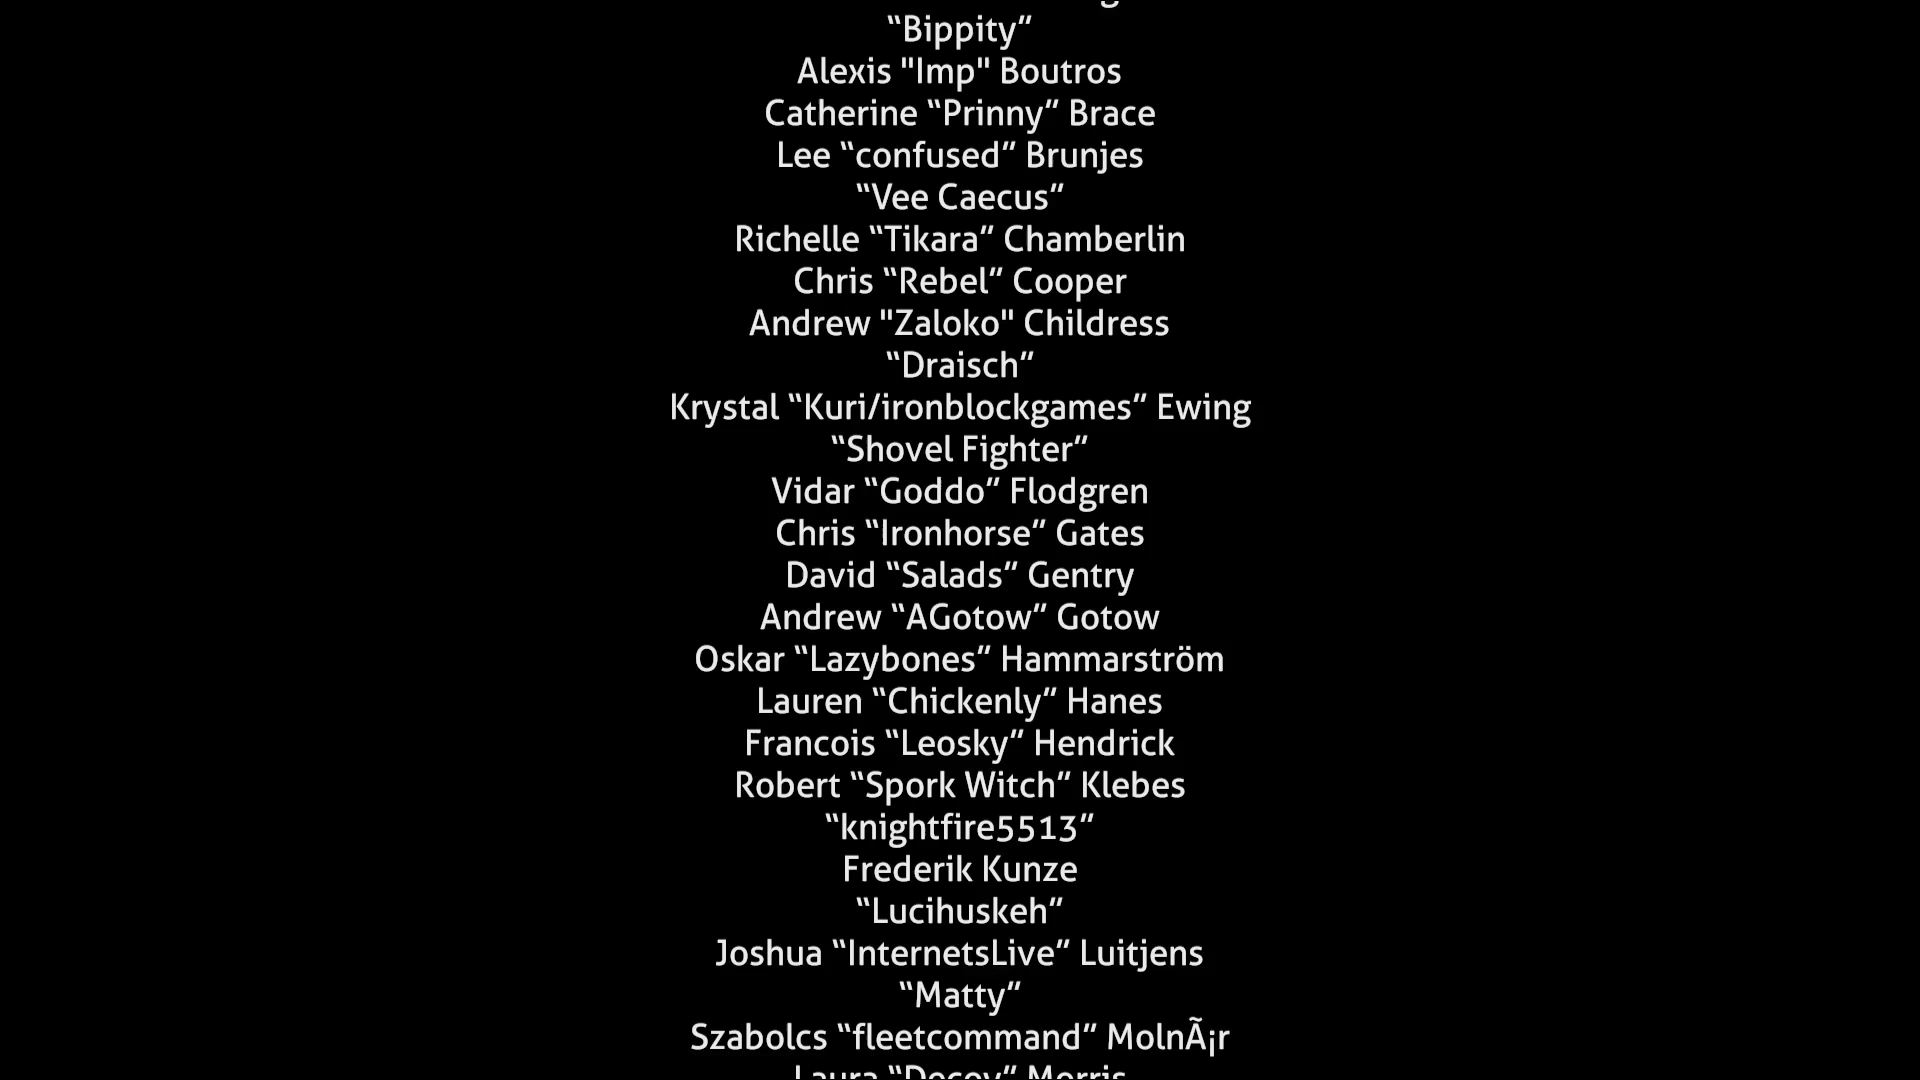 “Bippity”
Alexis "Imp" Boutros
Catherine “Prinny” Brace
Lee “confused” Brunjes
“Vee Caecus”
Richelle “Tikara” Chamberlin
Chris “Rebel” Cooper
Andrew "Zaloko" Childress
“Draisch”
Krystal “Kuri/ironblockgames” Ewing
“Shovel Fighter”
Vidar “Goddo” Flodgren
Chris “Ironhorse” Gates
David “Salads” Gentry
Andrew “AGotow” Gotow
Oskar “Lazybones” Hammarström
Lauren “Chickenly” Hanes
Francois “Leosky” Hendrick
Robert “Spork Witch” Klebes
“knightfire5513”
Frederik Kunze
“Lucihuskeh”
Joshua “InternetsLive” Luitjens
“Matty”
Szabolcs “fleetcommand” MolnÃ¡r
Laura “Decoy” Morris